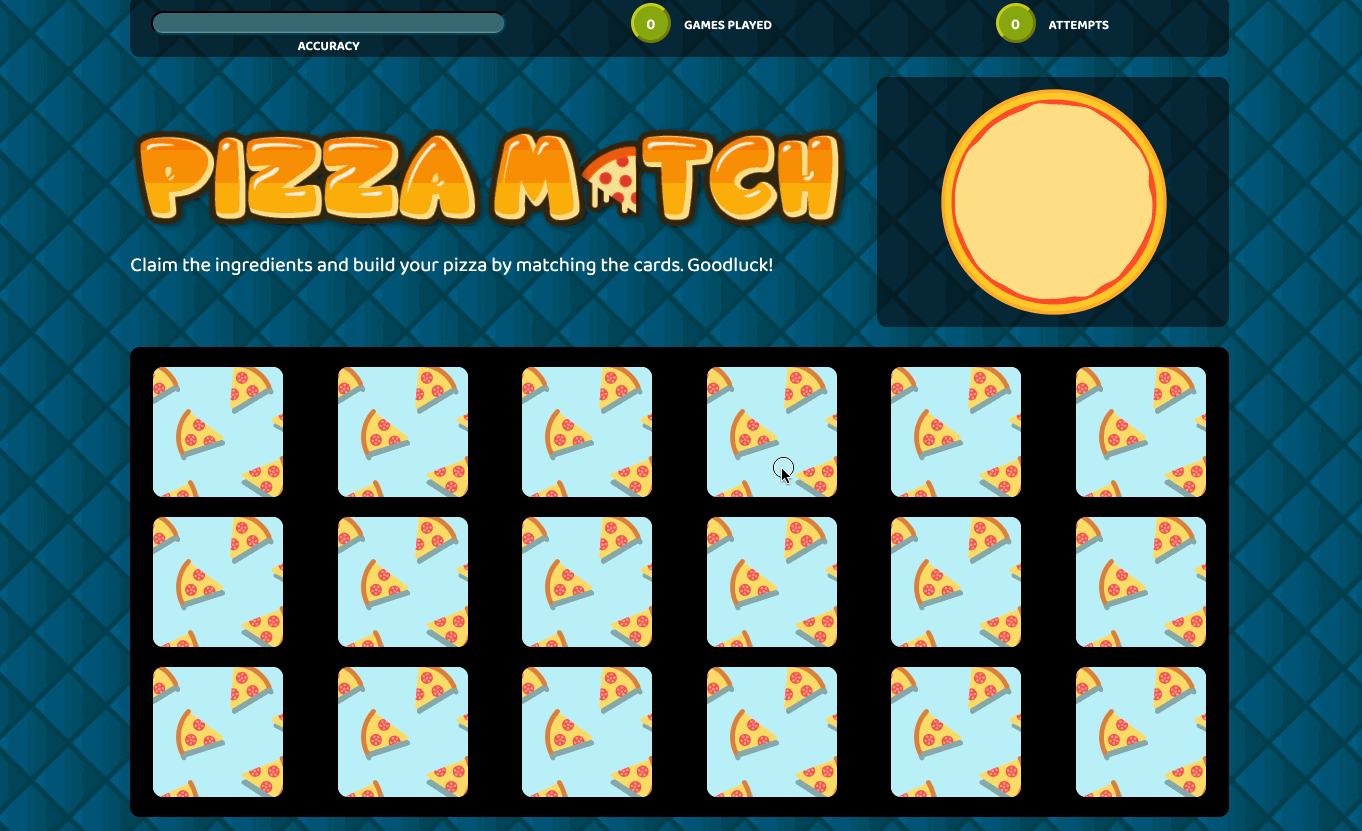 ACCURACY
0 GAMES PLAYED
0 ATTEMPTS
PIZZA MATCH
Claim the ingredients and build your pizza by matching the cards. Goodluck!